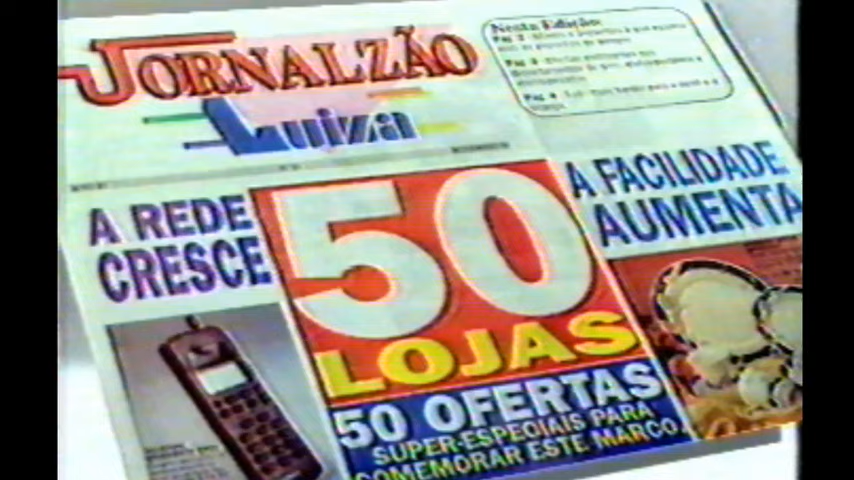 JORNALZÃO
Luiza
Nesta Edição:
A REDE
CRESCE
50
LOJAS
A FACILIDADE
AUMENTA
50 OFERTAS
SUPER-ESPECIAIS PARA
COMEMORAR ESTE MARCO